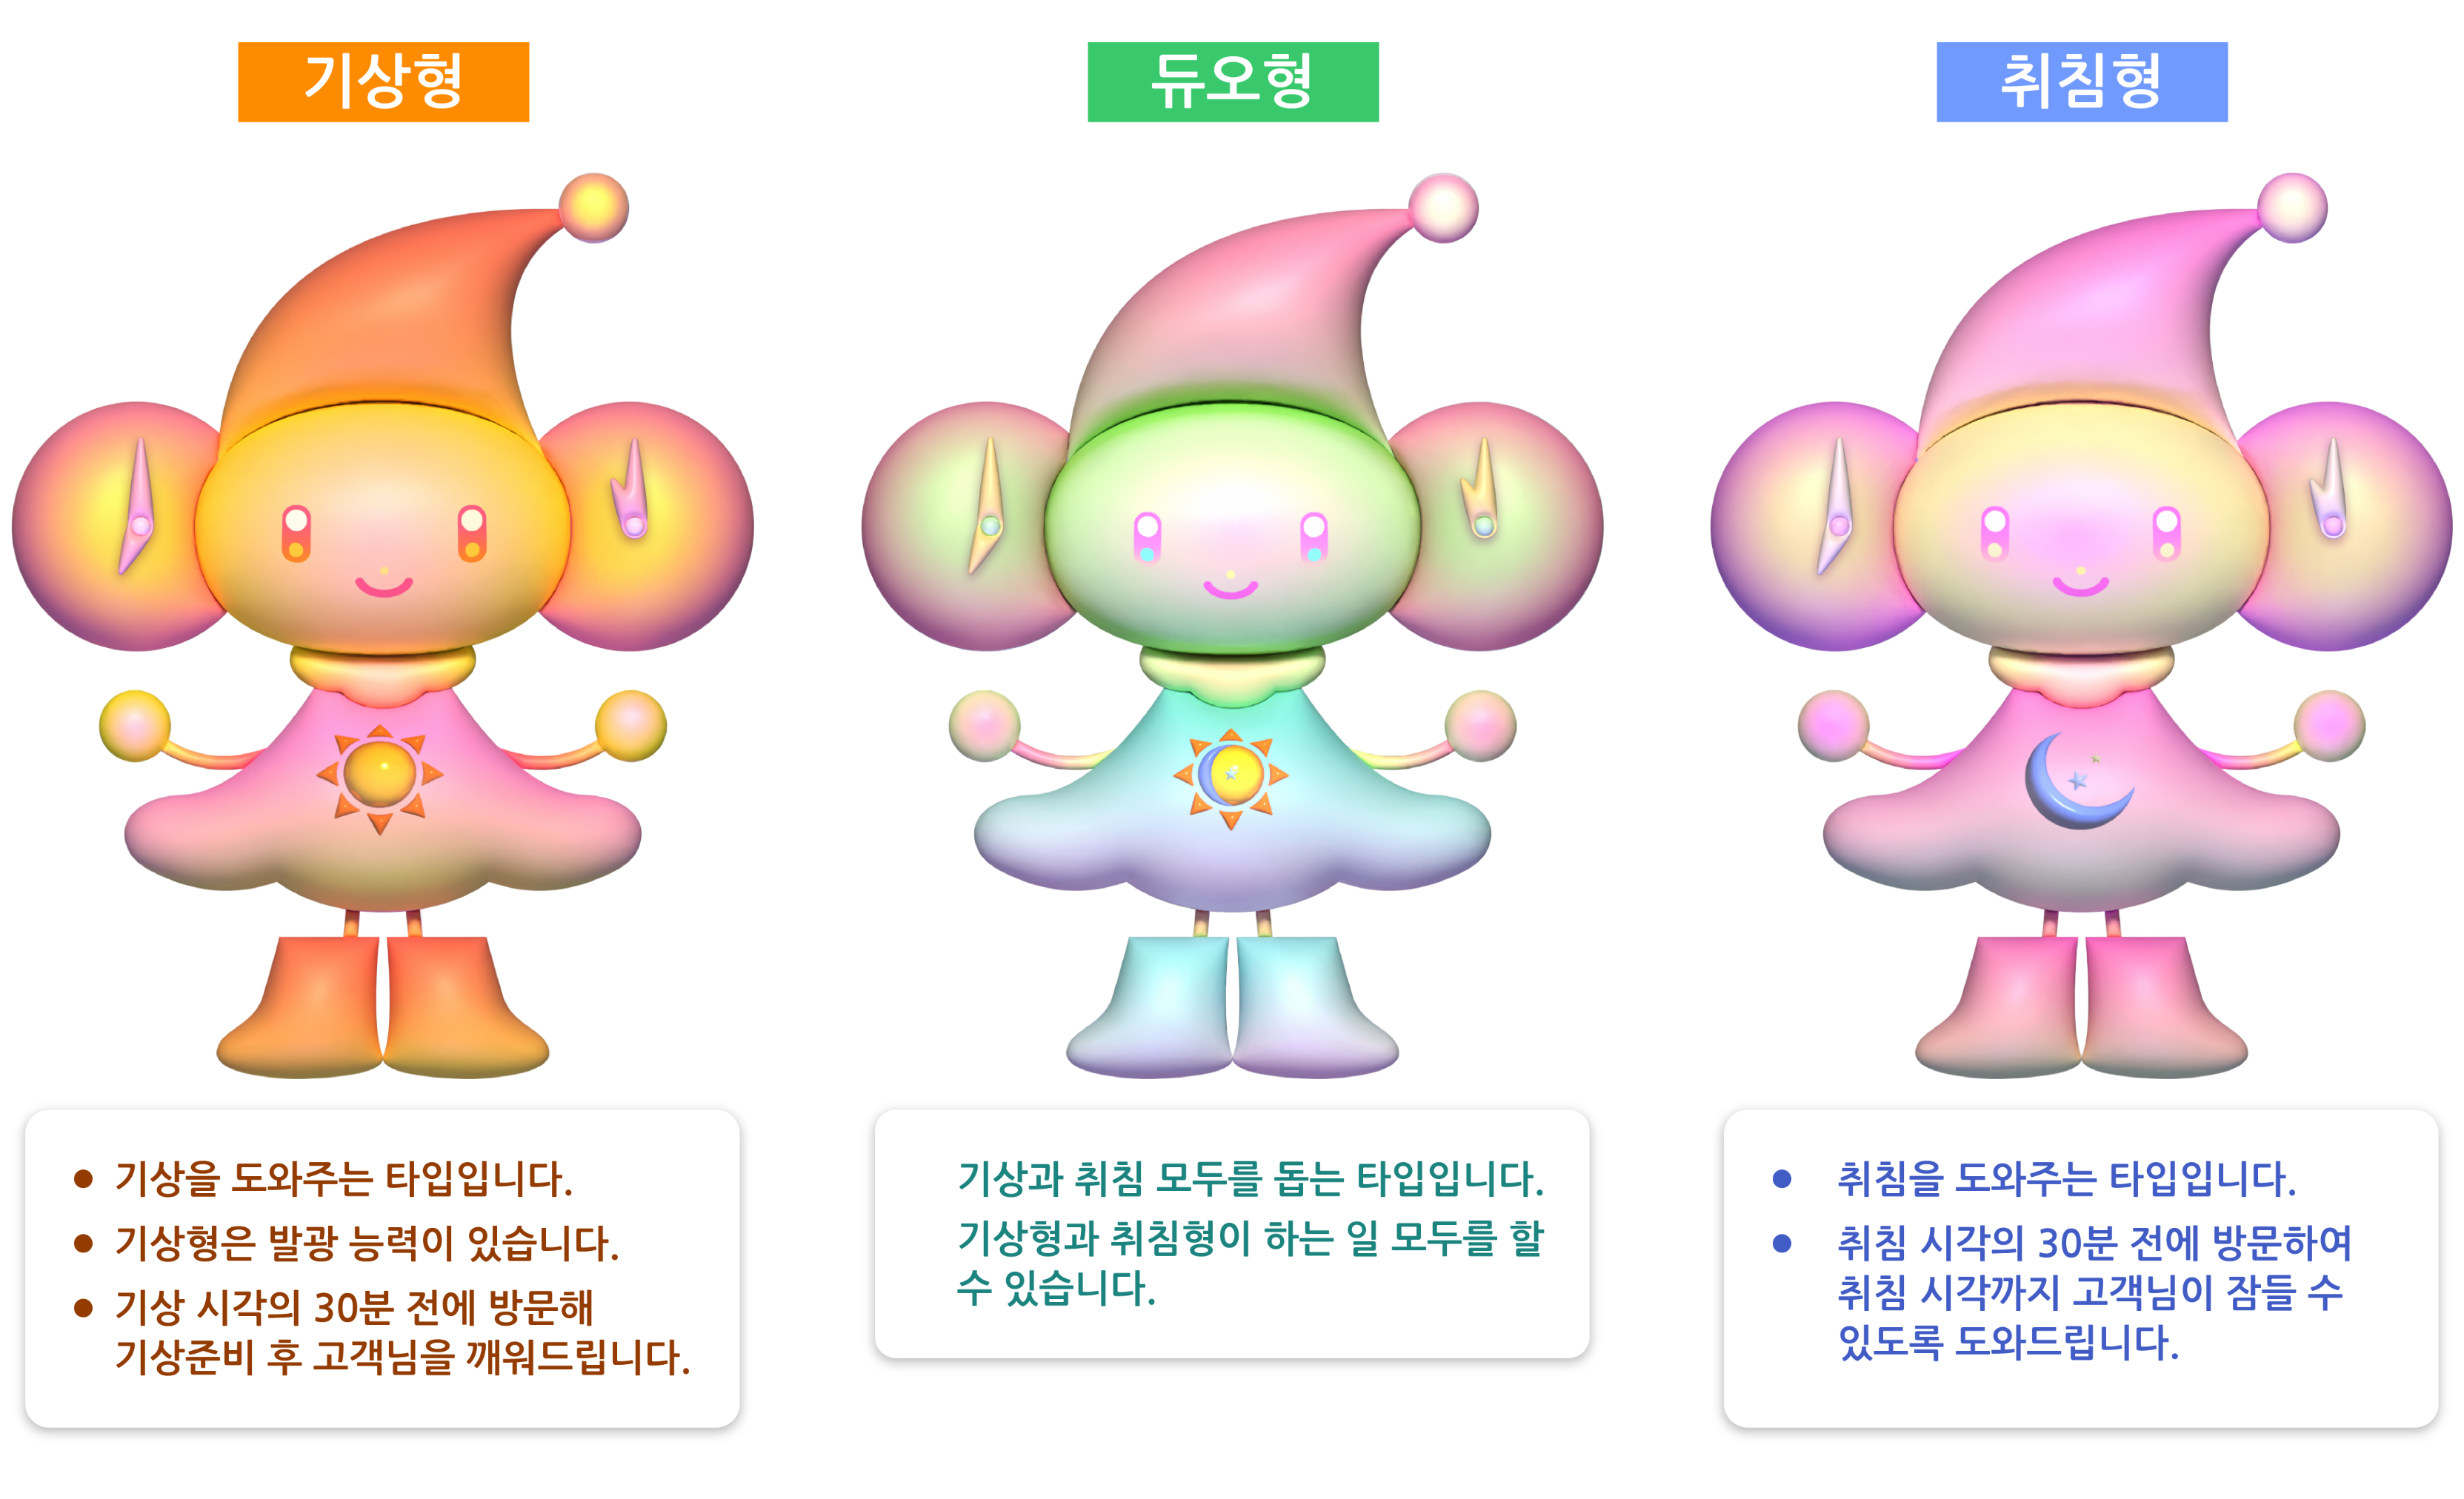 기상형
듀오형
취침형
● 기상을 도와주는 타입입니다.
● 기상형은 발광 능력이 있습니다.
● 기상 시각의 30분 전에 방문해
기상준비 후 고객님을 깨워드립니다.
기상과 취침 모두를 돕는 타입입니다.
기상형과 취침형이 하는 일 모두를 할
수 있습니다.
● 취침을 도와주는 타입입니다.
● 취침 시각의 30분 전에 방문하여
취침 시각까지 고객님이 잠들 수
있도록 도와드립니다.